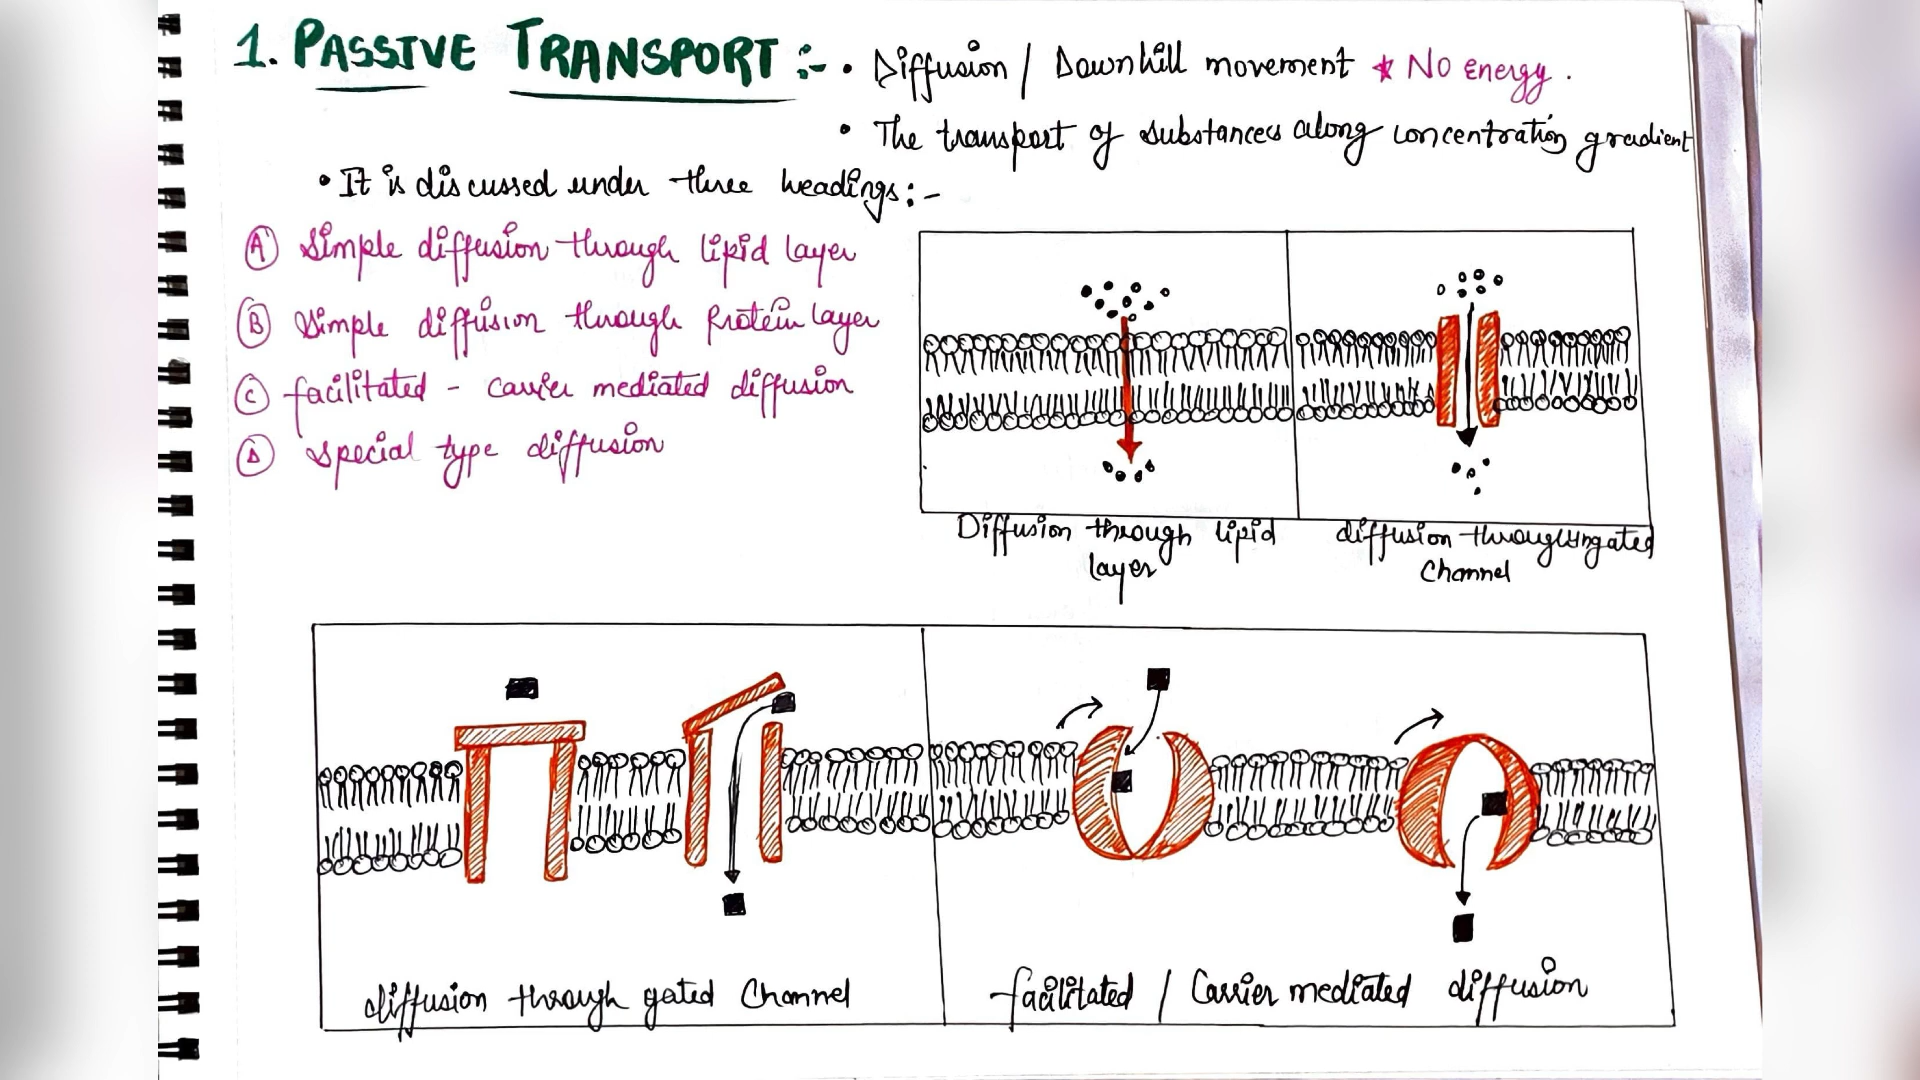 1. PASSIVE TRANSPORT :- • Diffusion / Downhill movement * No energy.
• The transport of substances along concentration gradient
• It is discussed under three headings :-
A Simple diffusion through lipid layer
B Simple diffusion through Protein layer
C facilitated - carrier mediated diffusion
D special type diffusion
Diffusion through lipid
layer
diffusion through ungated
Channel
diffusion through gated Channel
facilitated / Carrier mediated diffusion